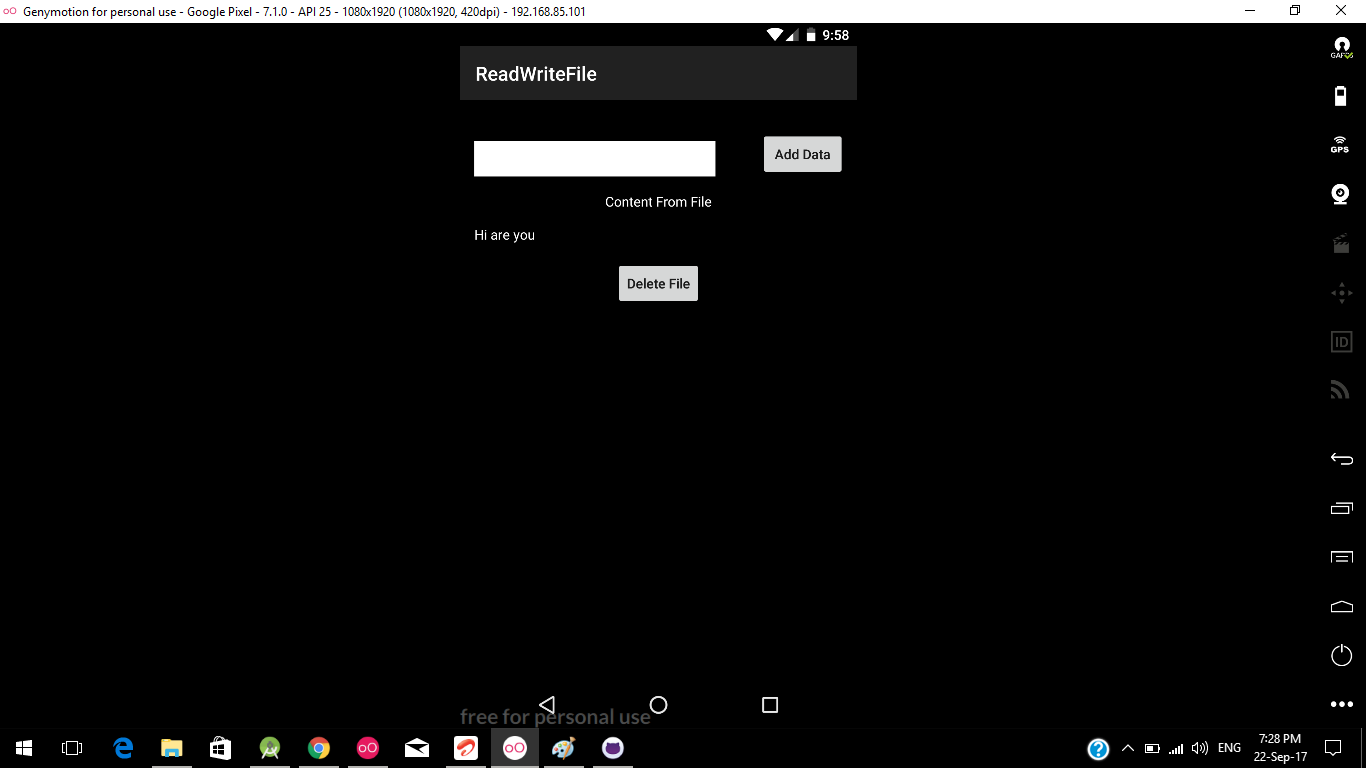 Genymotion for personal use - Google Pixel - 7.1.0 - API 25 - 1080x1920 (1080x1920, 420dpi) - 192.168.85.101
9:58
ReadWriteFile
Add Data
Content From File
Hi are you
Delete File
free for personal use
GAPPS
GPS
ID
ENG
7:28 PM
22-Sep-17